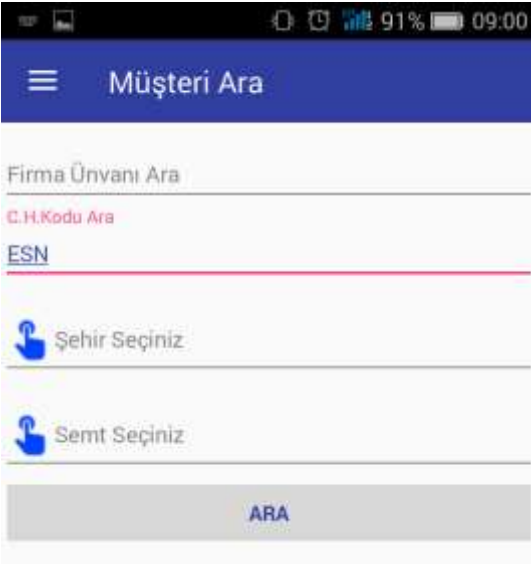 91% 09:00
Müşteri Ara
Firma Ünvanı Ara
C.H.Kodu Ara
ESN
Şehir Seçiniz
Semt Seçiniz
ARA